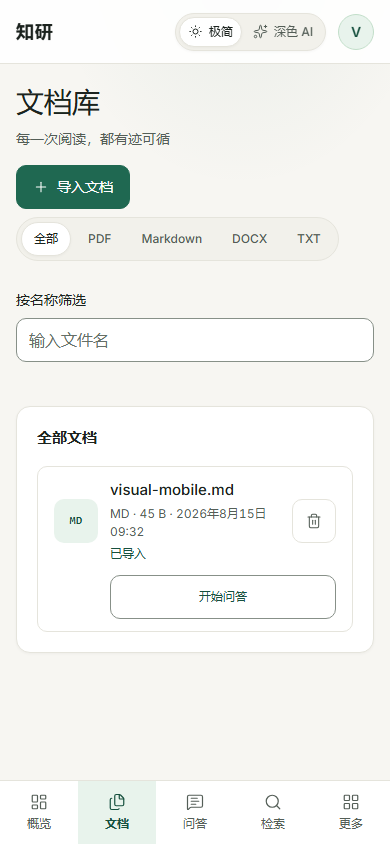 知研
极简
深色 AI
V
文档库
每一次阅读，都有迹可循
导入文档
全部
PDF
Markdown
DOCX
TXT
按名称筛选
输入文件名
全部文档
MD
visual-mobile.md
MD · 45 B · 2026年8月15日
09:32
已导入
开始问答
概览
文档
问答
检索
更多